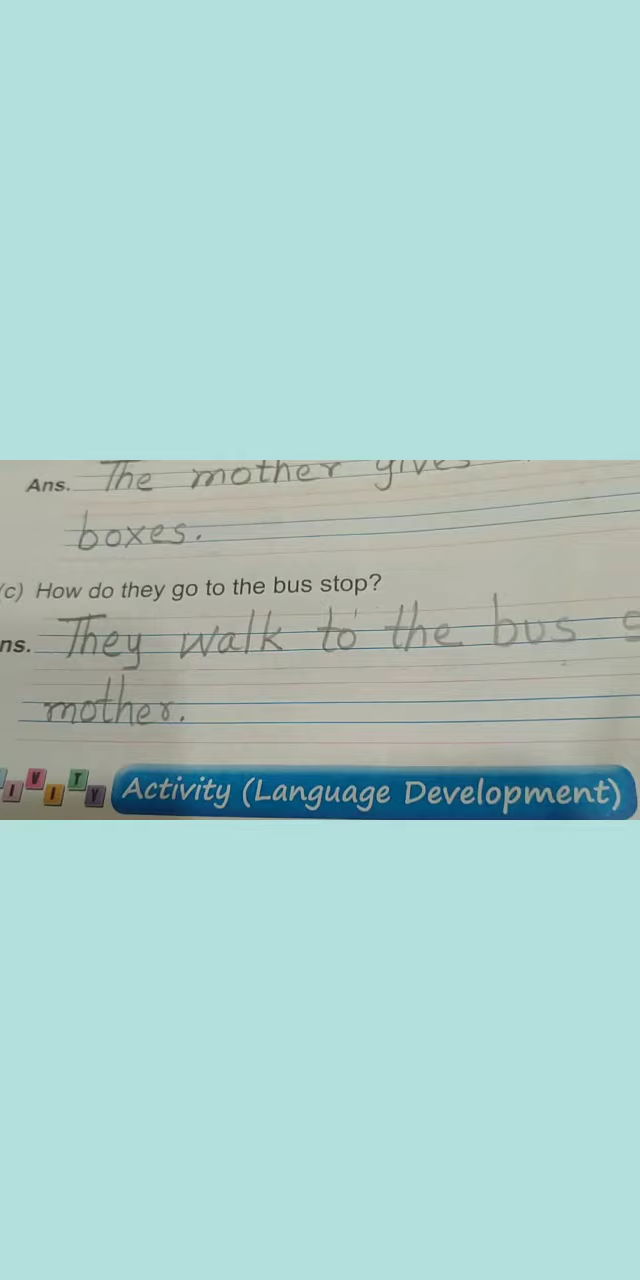 Ans. The mother gives
boxes.
(c) How do they go to the bus stop?
ns. They walk to the bus
mother.
I V I T Y Activity (Language Development)